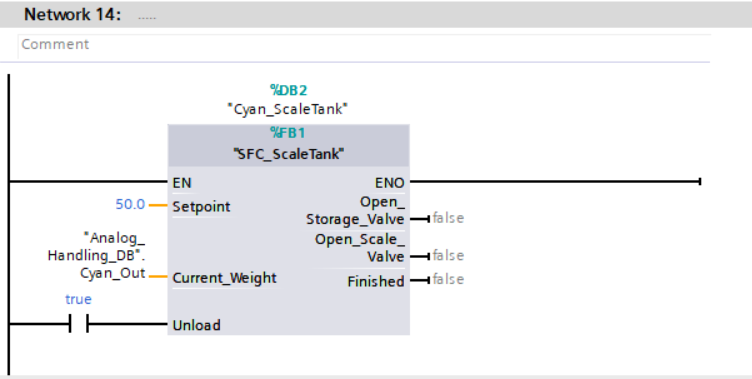 Network 14: .....
Comment
%DB2
"Cyan_ScaleTank"
%FB1
"SFC_ScaleTank"
EN ENO
50.0 Setpoint
Open_
Storage_Valve false
"Analog_
Handling_DB".
Cyan_Out Current_Weight
Open_Scale_
Valve false
Finished false
true
Unload